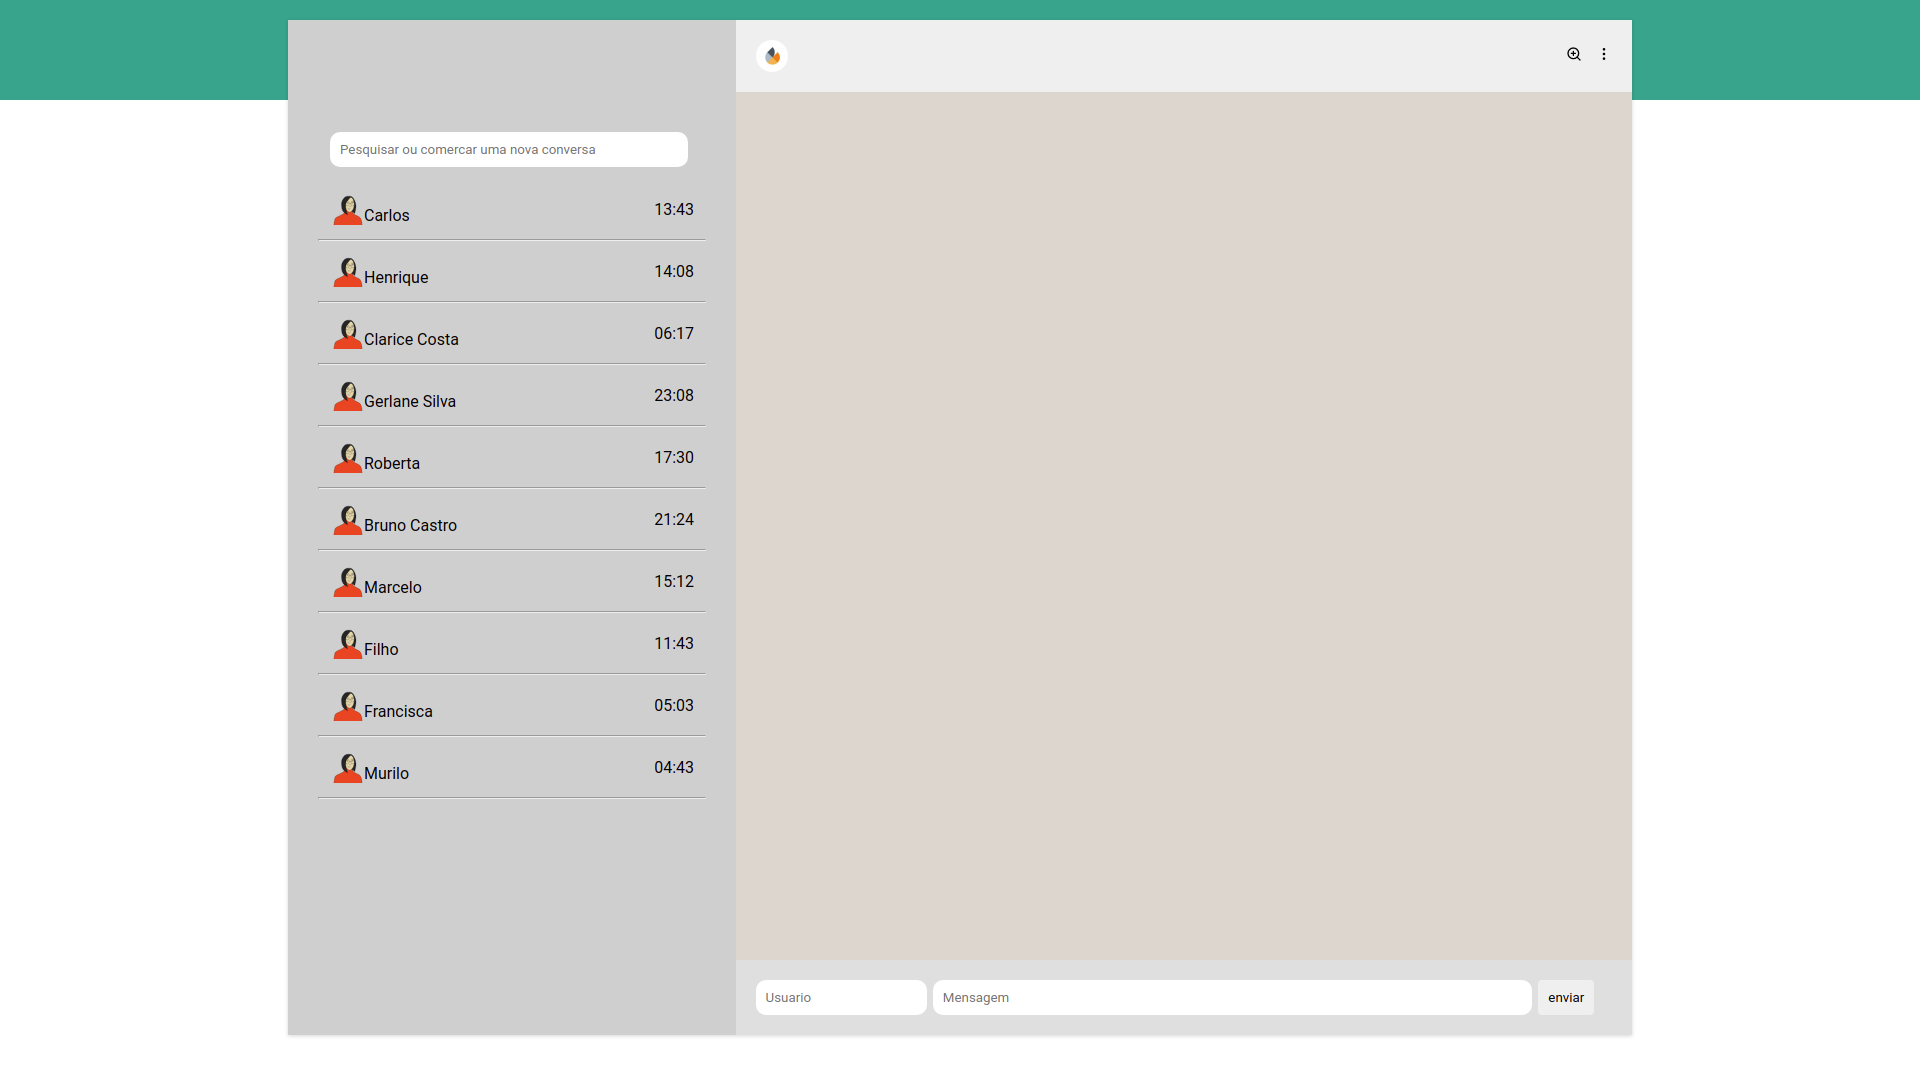 Pesquisar ou comercar uma nova conversa
Carlos 13:43
Henrique 14:08
Clarice Costa 06:17
Gerlane Silva 23:08
Roberta 17:30
Bruno Castro 21:24
Marcelo 15:12
Filho 11:43
Francisca 05:03
Murilo 04:43
Usuario Mensagem enviar